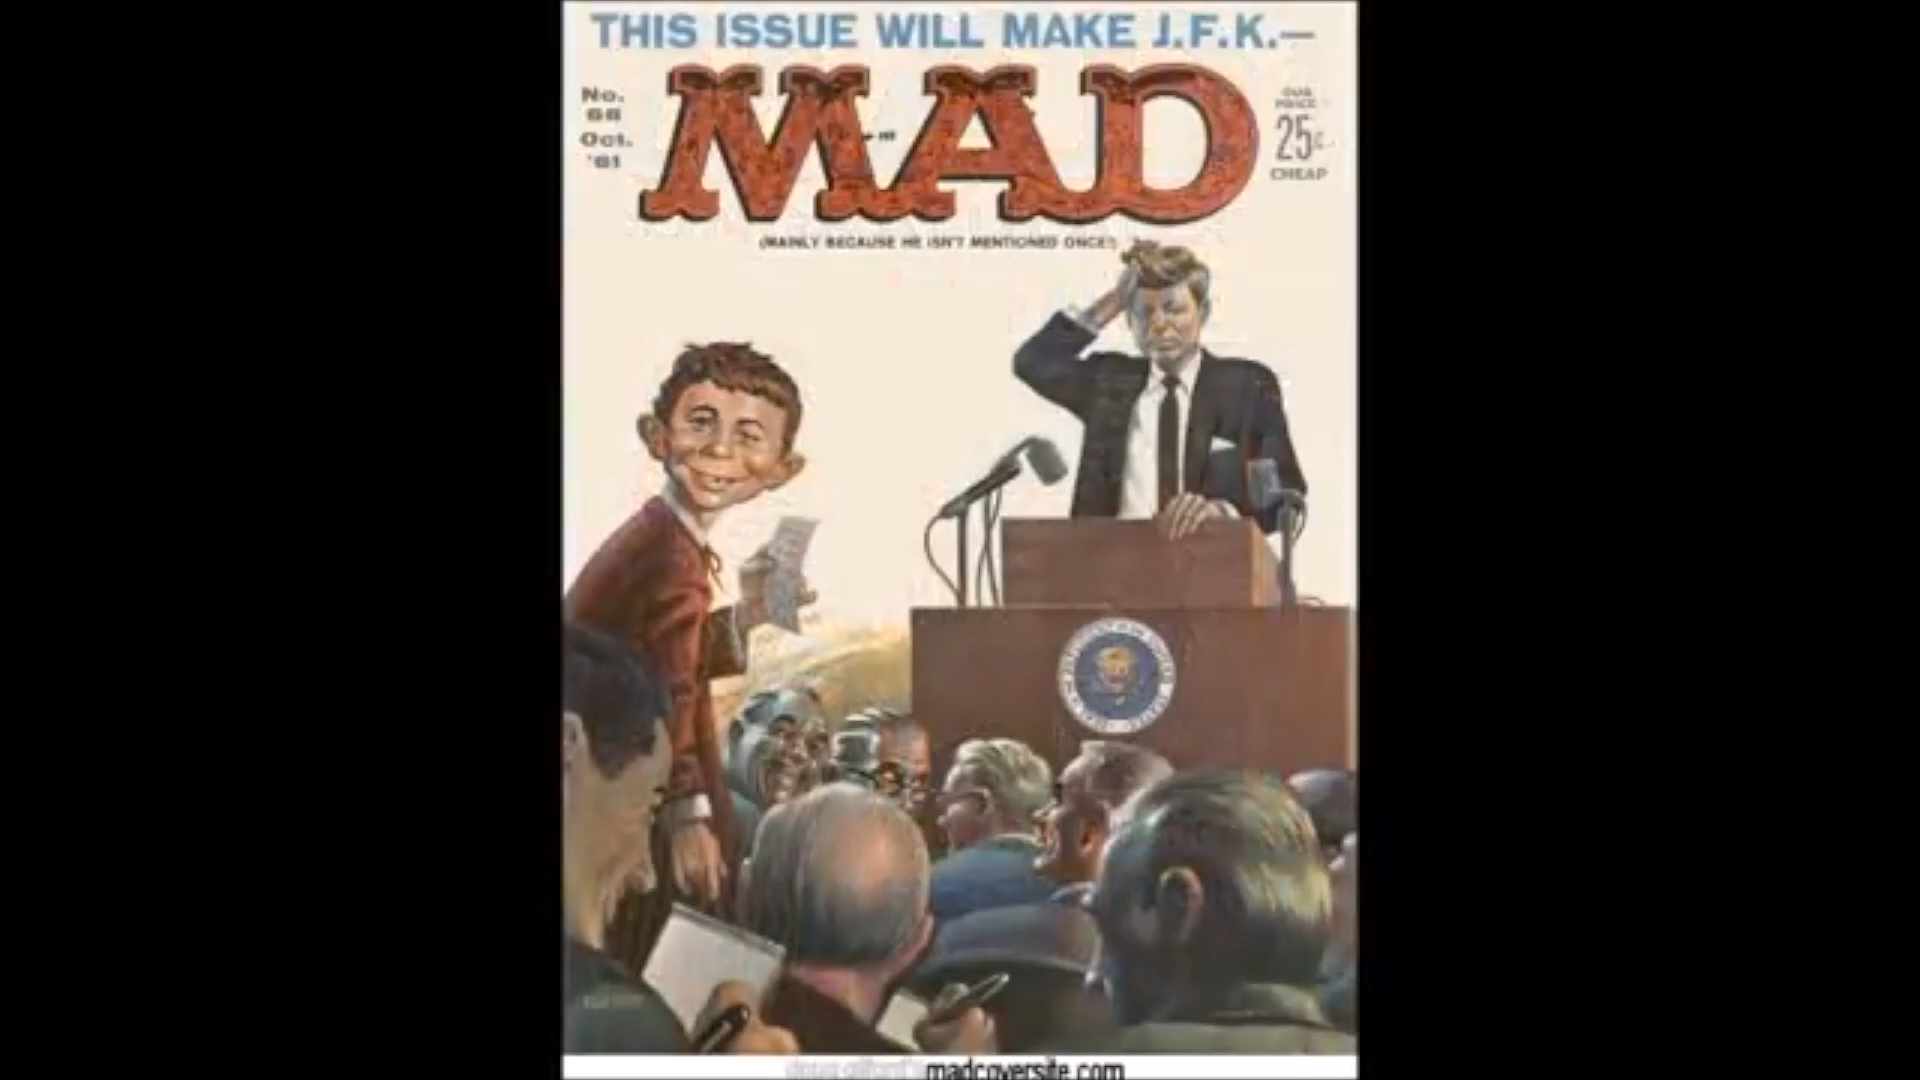 THIS ISSUE WILL MAKE J.F.K.—
MAD
No.
66
Oct.
'61
OUR
PRICE
25¢
CHEAP
(MAINLY BECAUSE HE ISN'T MENTIONED ONCE!)
madcoversite.com